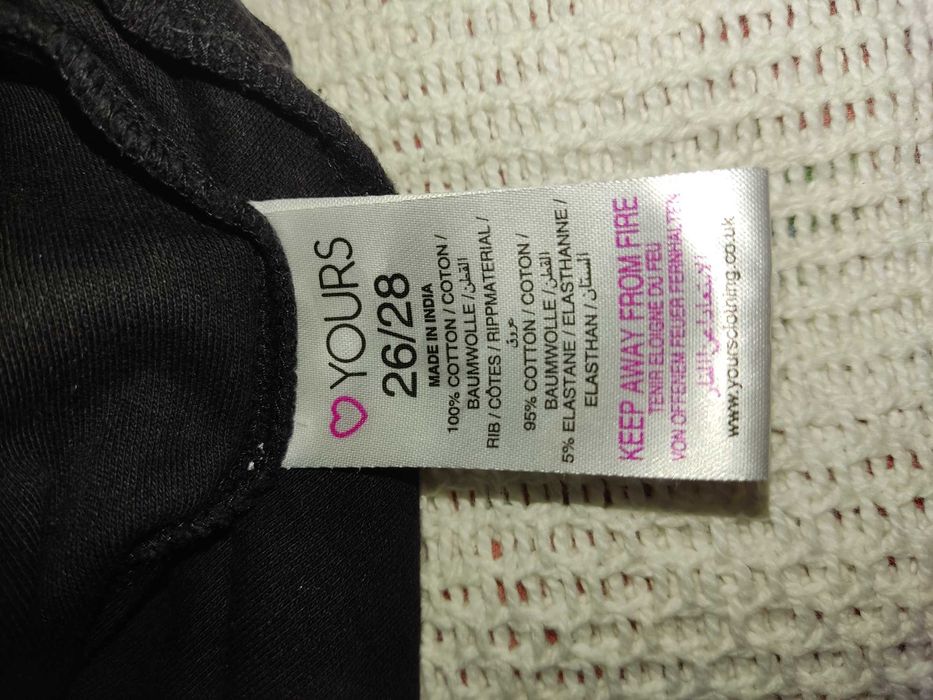 YOURS
26/28
MADE IN INDIA
100% COTTON / COTON /
BAUMWOLLE / القطن
RIB / CÔTES / RIPPMATERIAL /
عروق
95% COTTON / COTON /
BAUMWOLLE / القطن
5% ELASTANE / ELASTHANNE /
ELASTHAN / الستان
KEEP AWAY FROM FIRE
TENIR ELOIGNE DU FEU
VON OFFENEM FEUER FERNHALTEN
www.yoursclothing.co.uk